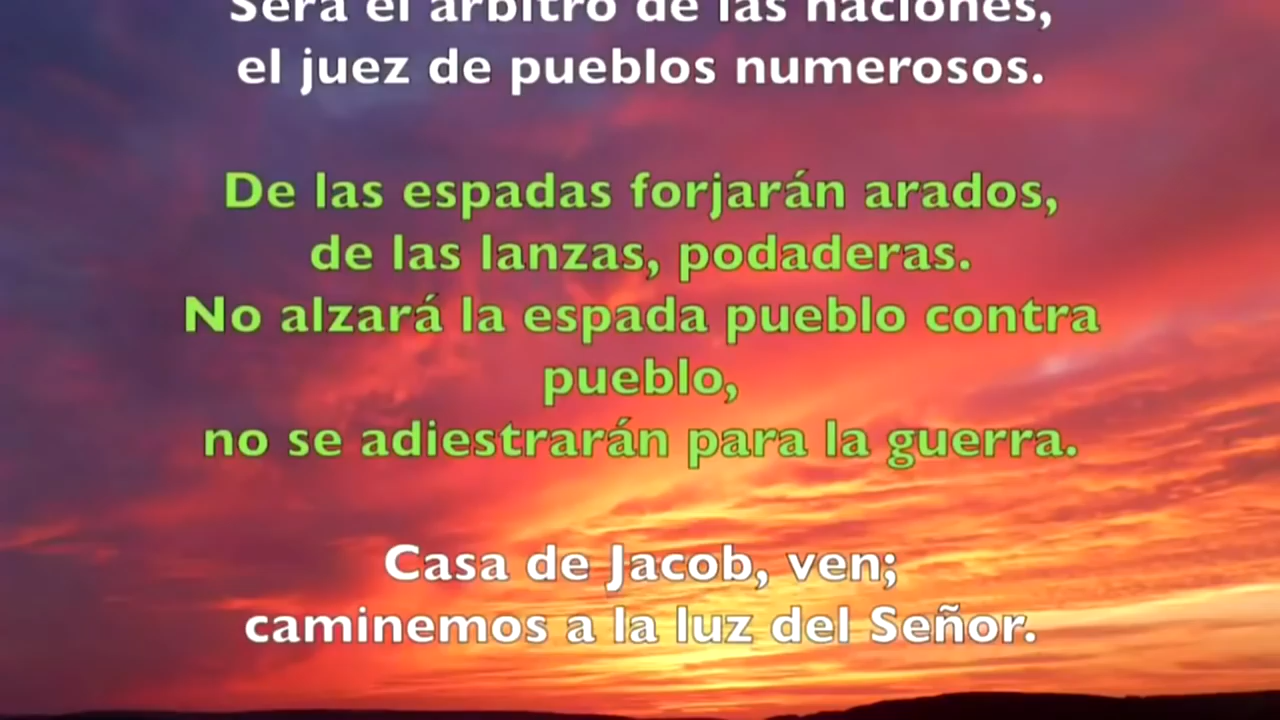 Será el árbitro de las naciones,
el juez de pueblos numerosos.
De las espadas forjarán arados,
de las lanzas, podaderas.
No alzará la espada pueblo contra
pueblo,
no se adiestrarán para la guerra.
Casa de Jacob, ven;
caminemos a la luz del Señor.